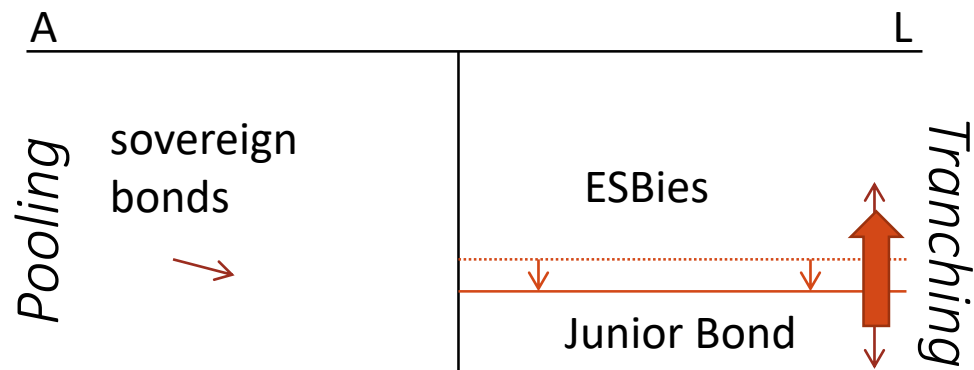 A
L
Pooling
sovereign
bonds
ESBies
Junior Bond
Tranching